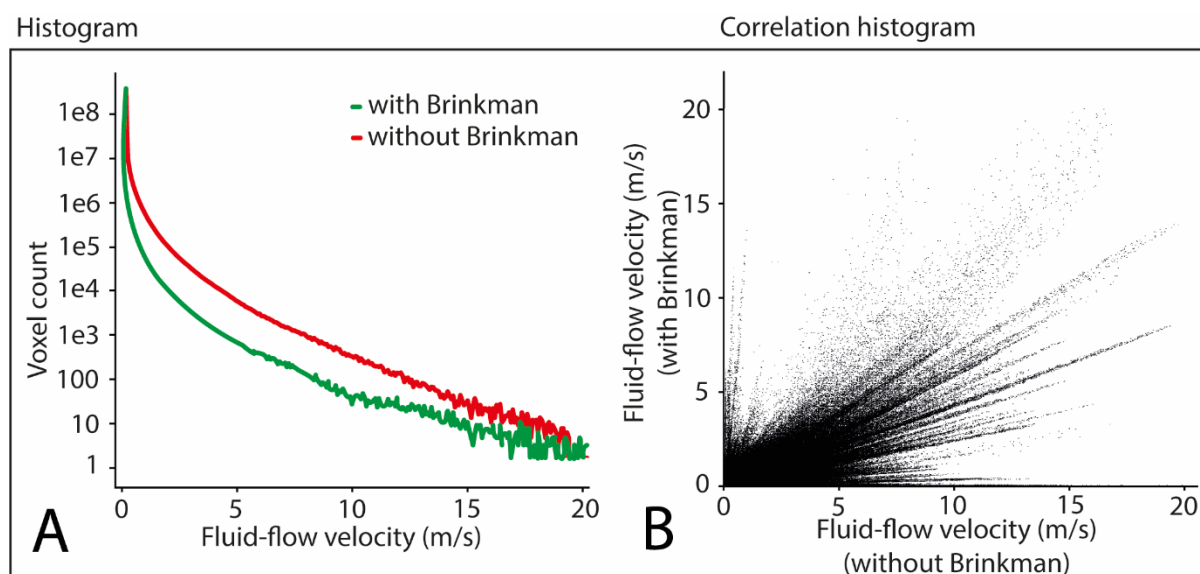 Histogram
Correlation histogram
with Brinkman
without Brinkman
1e8
1e7
1e6
1e5
1e4
1e3
100
10
1
Voxel count
0 5 10 15 20
Fluid-flow velocity (m/s)
A
20
15
10
5
0
Fluid-flow velocity (m/s)
(with Brinkman)
0 5 10 15 20
Fluid-flow velocity (m/s)
(without Brinkman)
B